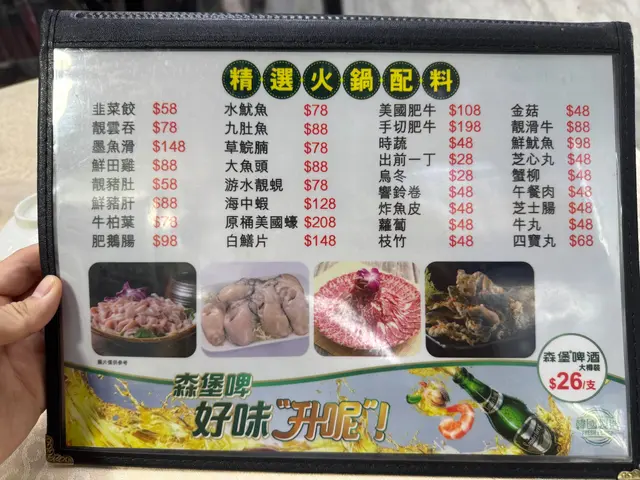 精選火鍋配料
韭菜餃 $58
靚雲吞 $78
墨魚滑 $148
鮮田雞 $88
靚豬肚 $58
鮮豬肝 $88
牛柏葉 $78
肥鵝腸 $98
水魷魚 $78
九肚魚 $88
草鯇腩 $78
大魚頭 $88
游水靚蜆 $78
海中蝦 $128
原桶美國蠔 $208
白鱔片 $148
美國肥牛 $108
手切肥牛 $198
時蔬 $48
出前一丁 $28
烏冬 $28
響鈴卷 $48
炸魚皮 $48
蘿蔔 $48
枝竹 $48
金菇 $48
靚滑牛 $88
鮮魷魚 $98
芝心丸 $48
蟹柳 $48
午餐肉 $48
芝士腸 $48
牛丸 $48
四寶丸 $68
圖片僅供參考
森堡啤酒
大樽裝
$26/支
森堡啤
好味"升呢"!